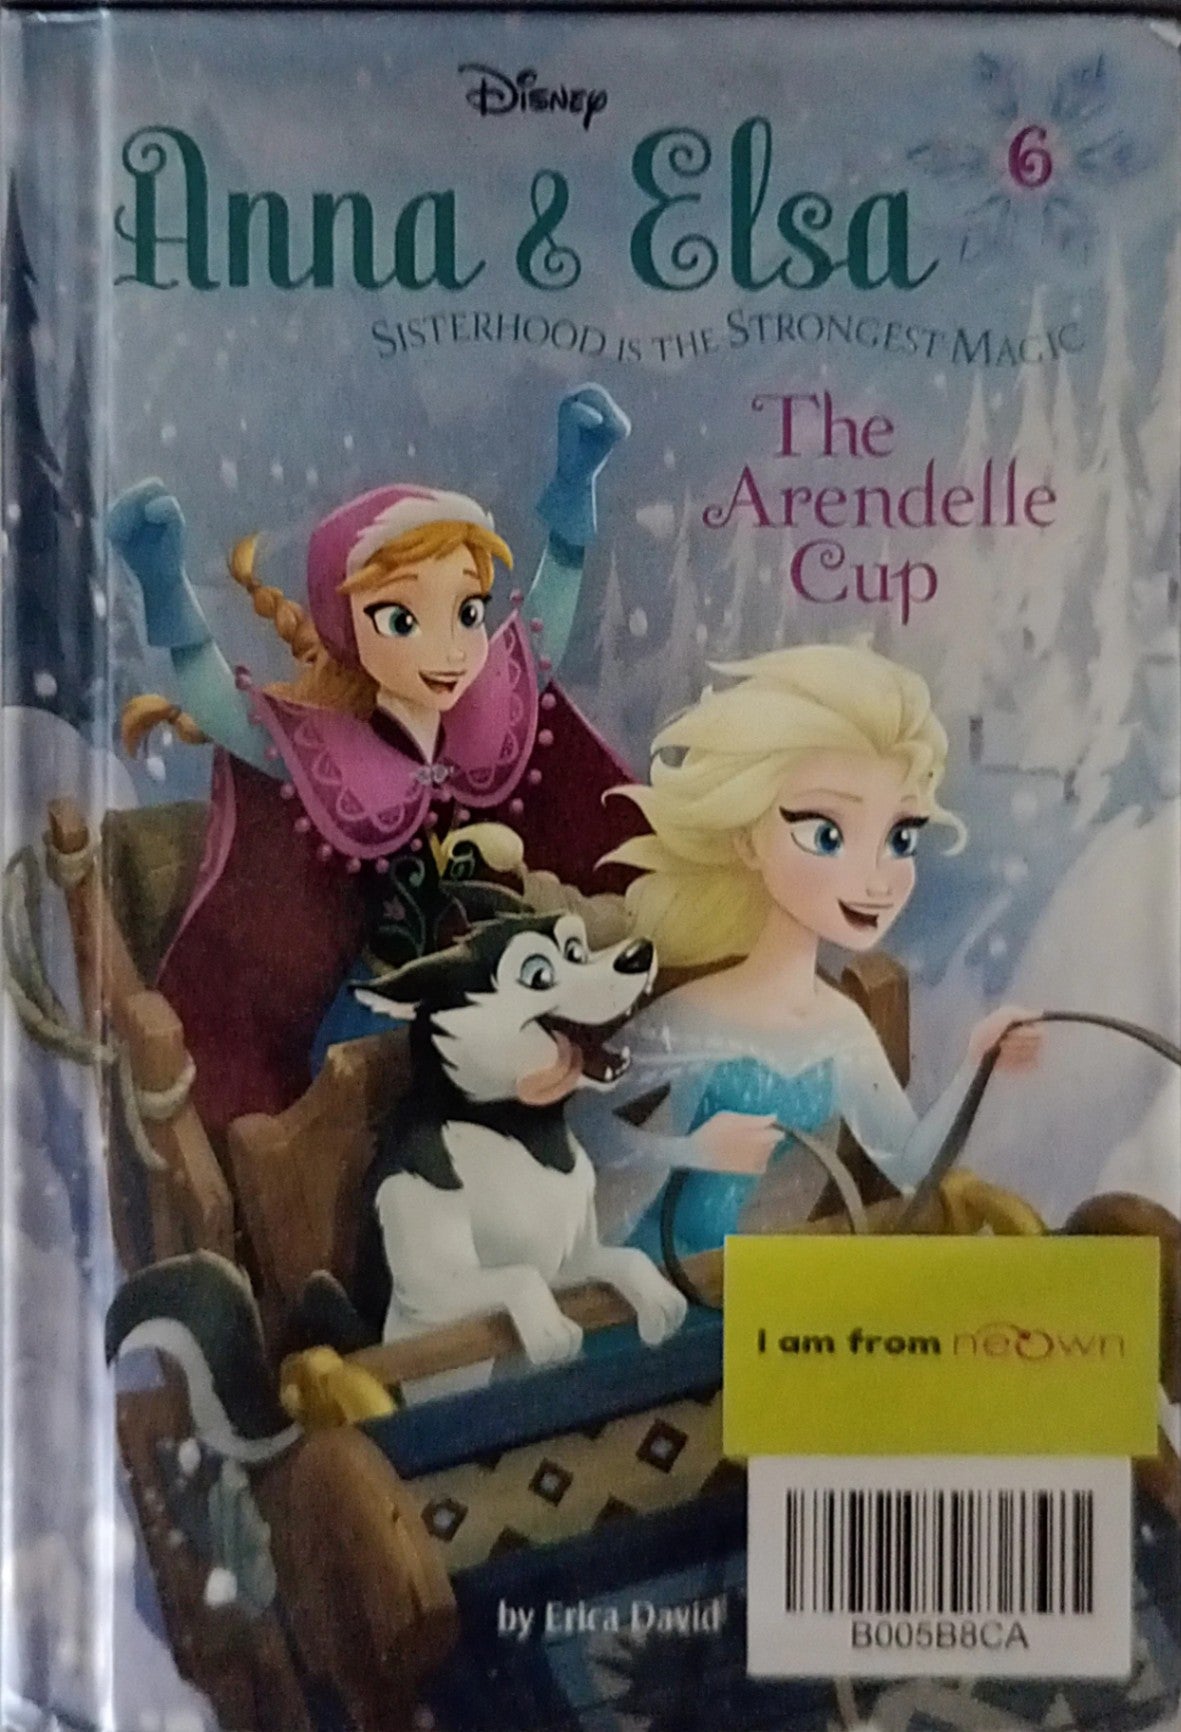 Disney
6
Anna & Elsa
Sisterhood is the Strongest Magic
The
Arendelle
Cup
I am from neown
by Erica David
B005B8CA